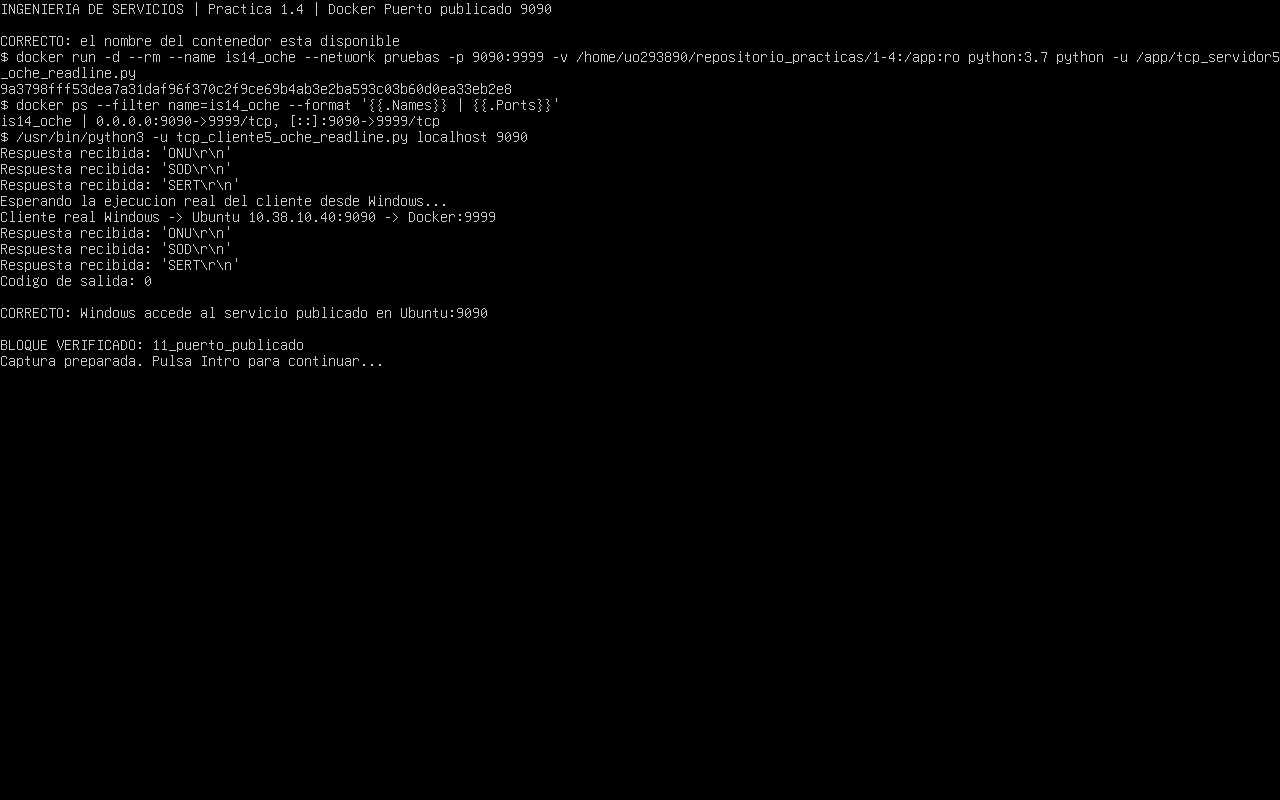 INGENIERIA DE SERVICIOS | Practica 1.4 | Docker Puerto publicado 9090
CORRECTO: el nombre del contenedor esta disponible
$ docker run -d --rm --name is14_oche --network pruebas -p 9090:9999 -v /home/uo293890/repositorio_practicas/1-4:/app:ro python:3.7 python -u /app/tcp_servidor5
_oche_readline.py
9a3798fff53dea7a31daf96f370c2f9ce69b4ab3e2ba593c03b60d0ea33eb2e8
$ docker ps --filter name=is14_oche --format '{{.Names}} | {{.Ports}}'
is14_oche | 0.0.0.0:9090->9999/tcp, [::]:9090->9999/tcp
$ /usr/bin/python3 -u tcp_cliente5_oche_readline.py localhost 9090
Respuesta recibida: 'ONU\r\n'
Respuesta recibida: 'SOD\r\n'
Respuesta recibida: 'SERT\r\n'
Esperando la ejecucion real del cliente desde Windows...
Cliente real Windows -> Ubuntu 10.38.10.40:9090 -> Docker:9999
Respuesta recibida: 'ONU\r\n'
Respuesta recibida: 'SOD\r\n'
Respuesta recibida: 'SERT\r\n'
Codigo de salida: 0
CORRECTO: Windows accede al servicio publicado en Ubuntu:9090
BLOQUE VERIFICADO: 11_puerto_publicado
Captura preparada. Pulsa Intro para continuar...